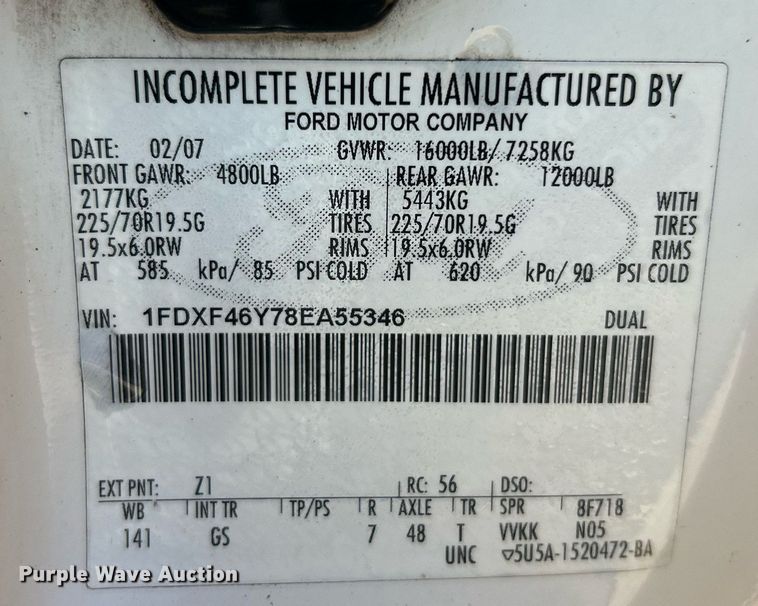 INCOMPLETE VEHICLE MANUFACTURED BY
FORD MOTOR COMPANY
DATE: 02/07 GVWR: 16000LB/ 7258KG
FRONT GAWR: 4800LB REAR GAWR: 12000LB
2177KG WITH 5443KG WITH
225/70R19.5G TIRES 225/70R19.5G TIRES
19.5x6.0RW RIMS 19.5x6.0RW RIMS
AT 585 kPa/ 85 PSI COLD AT 620 kPa/ 90 PSI COLD
VIN: 1FDXF46Y78EA55346 DUAL
EXT PNT: Z1 RC: 56 DSO:
WB INT TR TP/PS R AXLE TR SPR 8F718
141 GS 7 48 T VVKK N05
UNC ▽5U5A-1520472-BA
Purple Wave Auction